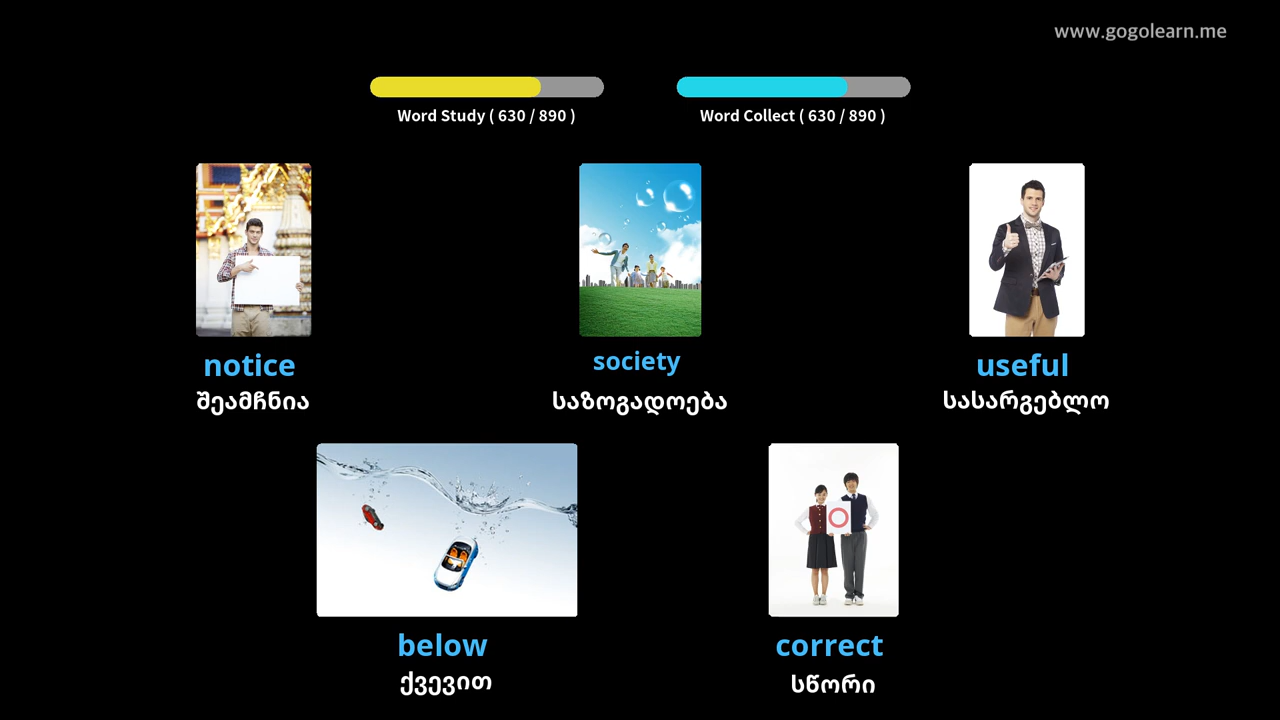 www.gogolearn.me
Word Study ( 630 / 890 )
Word Collect ( 630 / 890 )
notice
შეამჩნია
society
საზოგადოება
useful
სასარგებლო
below
ქვევით
correct
სწორი